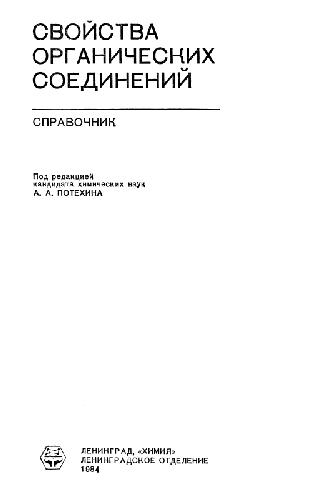 СВОЙСТВА
ОРГАНИЧЕСКИХ
СОЕДИНЕНИЙ
СПРАВОЧНИК
Под редакцией
кандидата химических наук
А. А. ПОТЕХИНА
ЛЕНИНГРАД, «ХИМИЯ»
ЛЕНИНГРАДСКОЕ ОТДЕЛЕНИЕ
1984